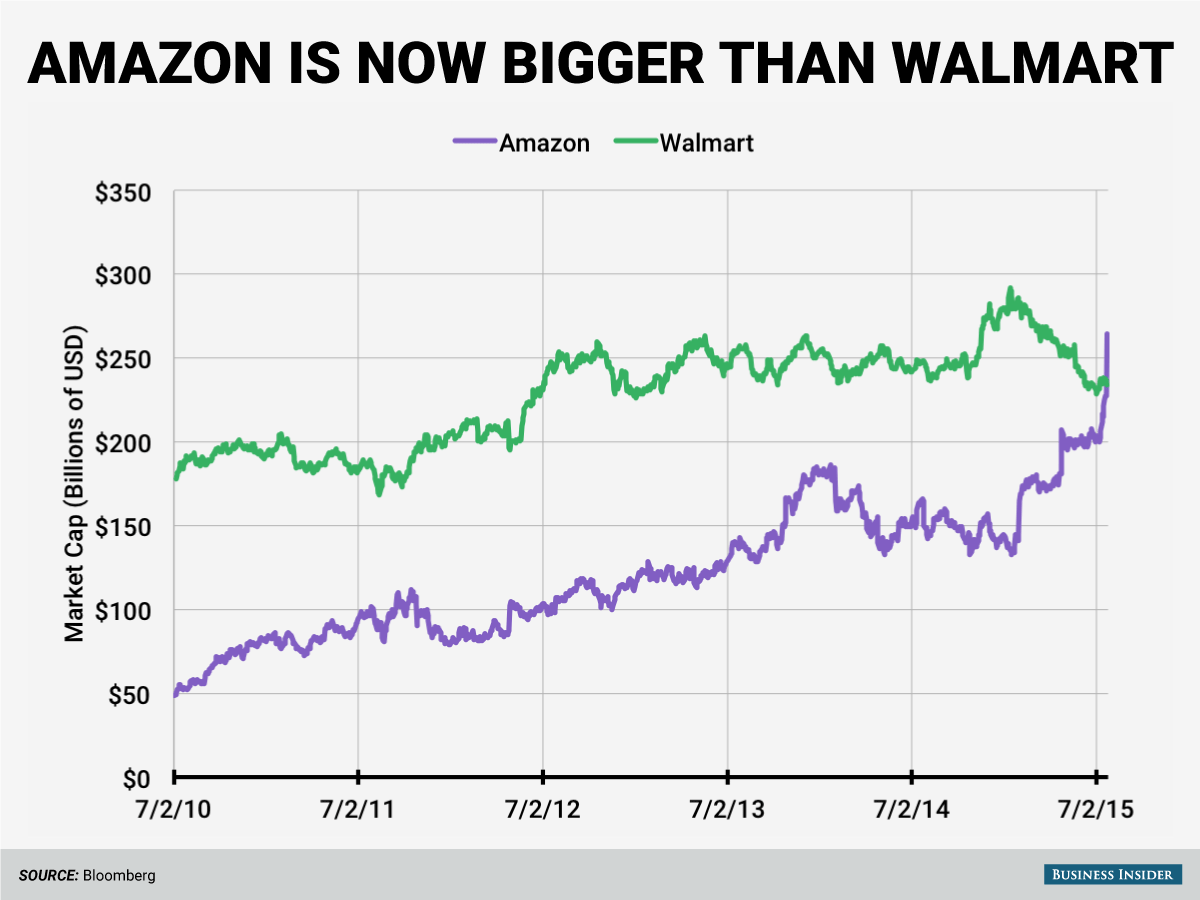 AMAZON IS NOW BIGGER THAN WALMART
Amazon Walmart
$350
$300
$250
$200
$150
$100
$50
$0
Market Cap (Billions of USD)
7/2/10 7/2/11 7/2/12 7/2/13 7/2/14 7/2/15
SOURCE: Bloomberg
BUSINESS INSIDER